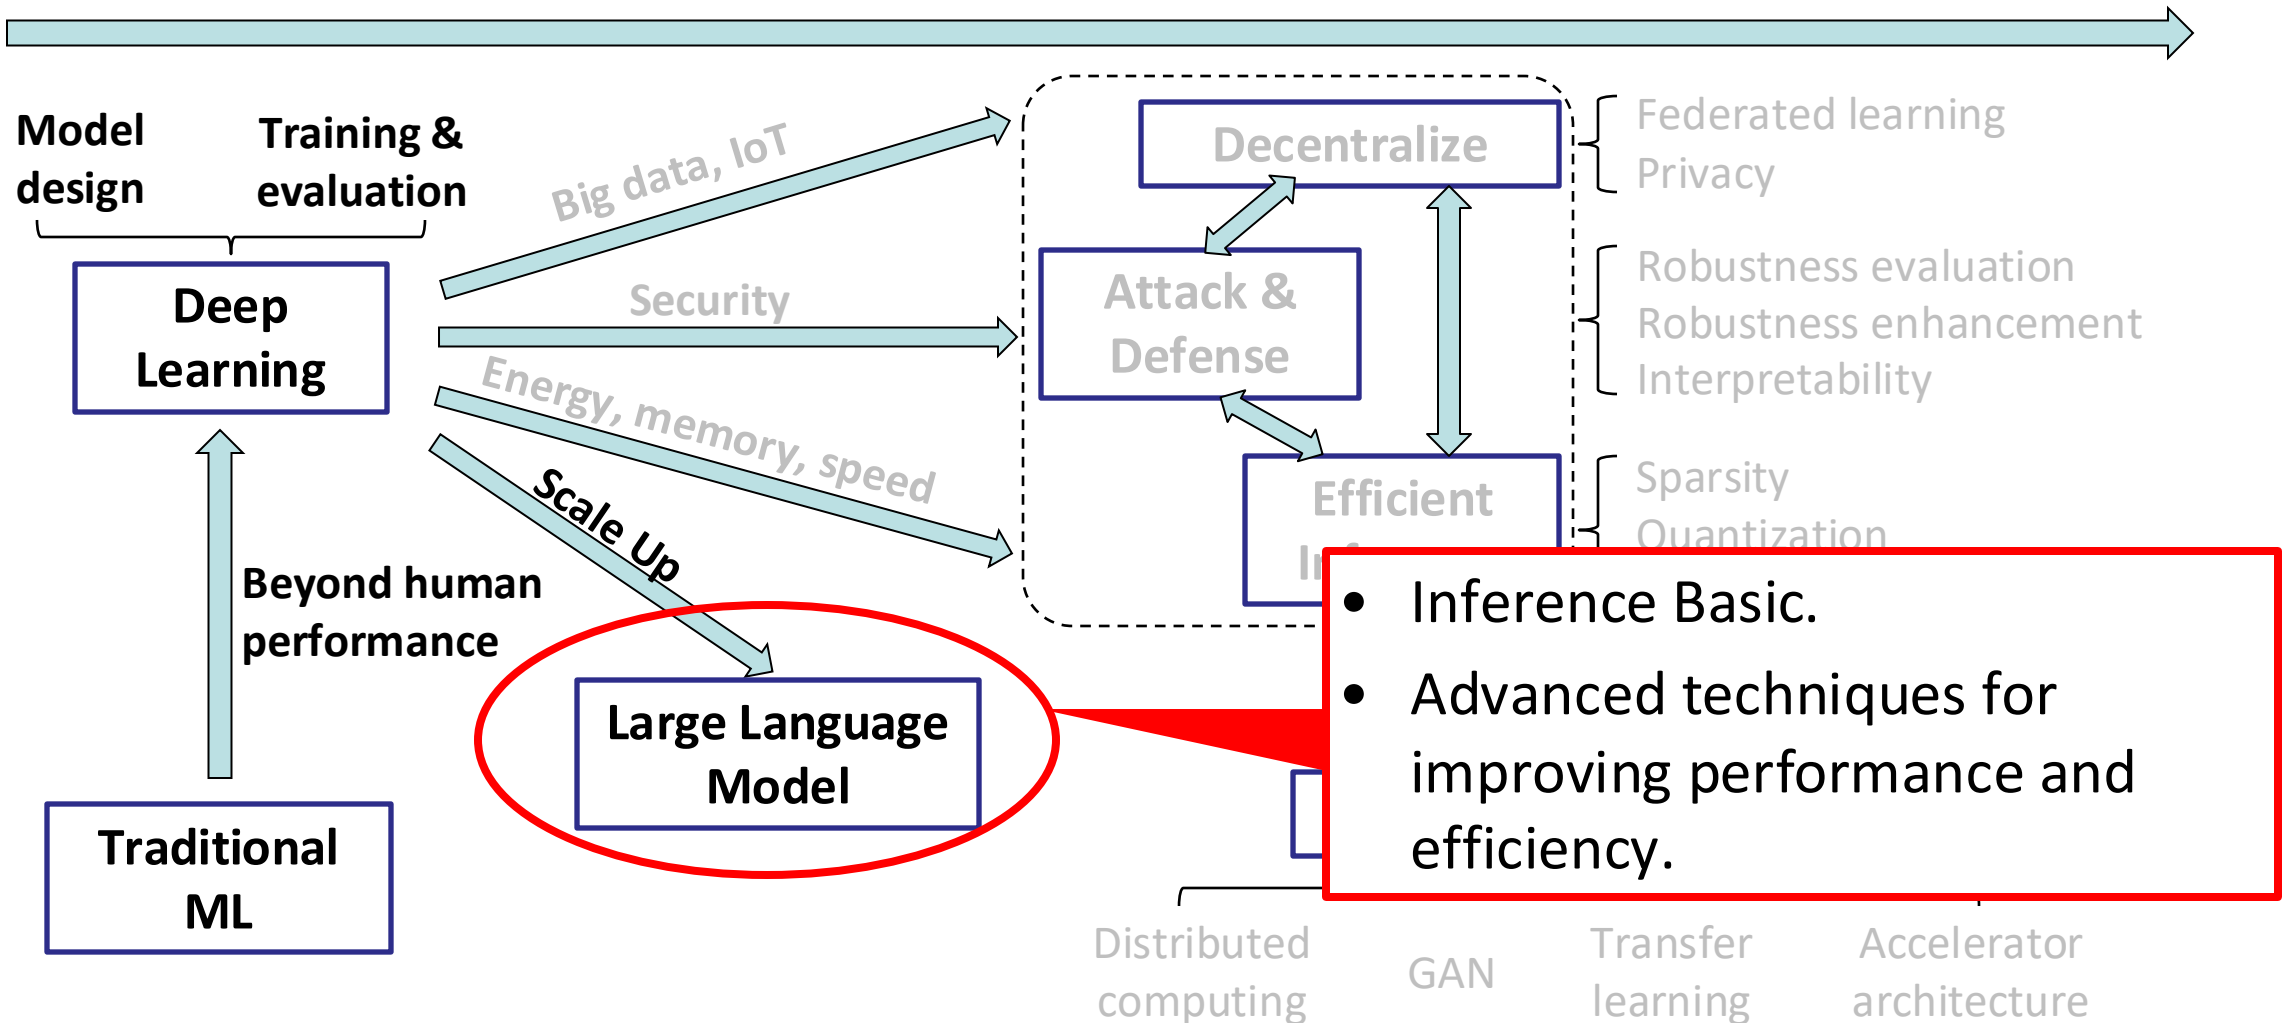 Model
design
Training &
evaluation
Deep
Learning
Beyond human
performance
Traditional
ML
Big data, IoT
Security
Energy, memory, speed
Scale Up
Large Language
Model
Decentralize
Attack &
Defense
Efficient
Federated learning
Privacy
Robustness evaluation
Robustness enhancement
Interpretability
Sparsity
Quantization
• Inference Basic.
• Advanced techniques for
improving performance and
efficiency.
Distributed
computing
GAN
Transfer
learning
Accelerator
architecture